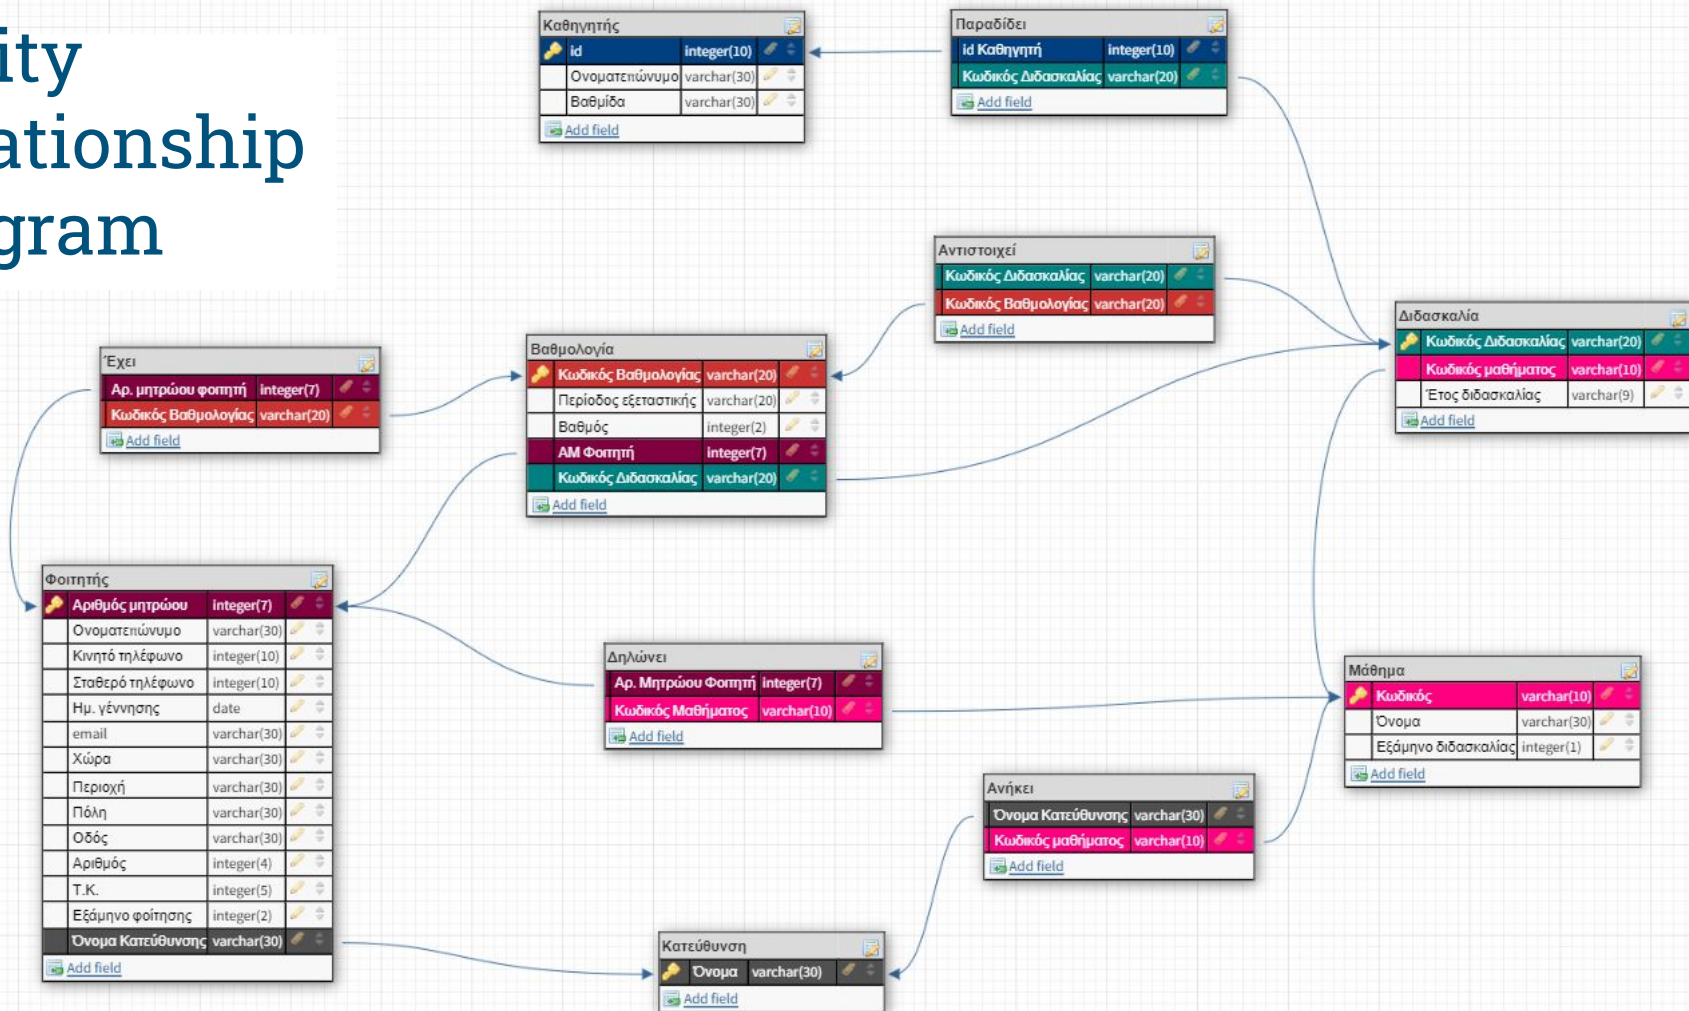 ity
ationship
gram
Καθηγητής
id integer(10)
Ονοματεπώνυμο varchar(30)
Βαθμίδα varchar(30)
Add field
Παραδίδει
id Καθηγητή integer(10)
Κωδικός Διδασκαλίας varchar(20)
Add field
Αντιστοιχεί
Κωδικός Διδασκαλίας varchar(20)
Κωδικός Βαθμολογίας varchar(20)
Add field
Διδασκαλία
Κωδικός Διδασκαλίας varchar(20)
Κωδικός μαθήματος varchar(10)
Έτος διδασκαλίας varchar(9)
Add field
Έχει
Αρ. μητρώου φοιτητή integer(7)
Κωδικός Βαθμολογίας varchar(20)
Add field
Βαθμολογία
Κωδικός Βαθμολογίας varchar(20)
Περίοδος εξεταστικής varchar(20)
Βαθμός integer(2)
ΑΜ Φοιτητή integer(7)
Κωδικός Διδασκαλίας varchar(20)
Add field
Φοιτητής
Αριθμός μητρώου integer(7)
Ονοματεπώνυμο varchar(30)
Κινητό τηλέφωνο integer(10)
Σταθερό τηλέφωνο integer(10)
Ημ. γέννησης date
email varchar(30)
Χώρα varchar(30)
Περιοχή varchar(30)
Πόλη varchar(30)
Οδός varchar(30)
Αριθμός integer(4)
Τ.Κ. integer(5)
Εξάμηνο φοίτησης integer(2)
Όνομα Κατεύθυνσης varchar(30)
Add field
Δηλώνει
Αρ. Μητρώου Φοιτητή integer(7)
Κωδικός Μαθήματος varchar(10)
Add field
Μάθημα
Κωδικός varchar(10)
Όνομα varchar(30)
Εξάμηνο διδασκαλίας integer(1)
Add field
Ανήκει
Όνομα Κατεύθυνσης varchar(30)
Κωδικός μαθήματος varchar(10)
Add field
Κατεύθυνση
Όνομα varchar(30)
Add field